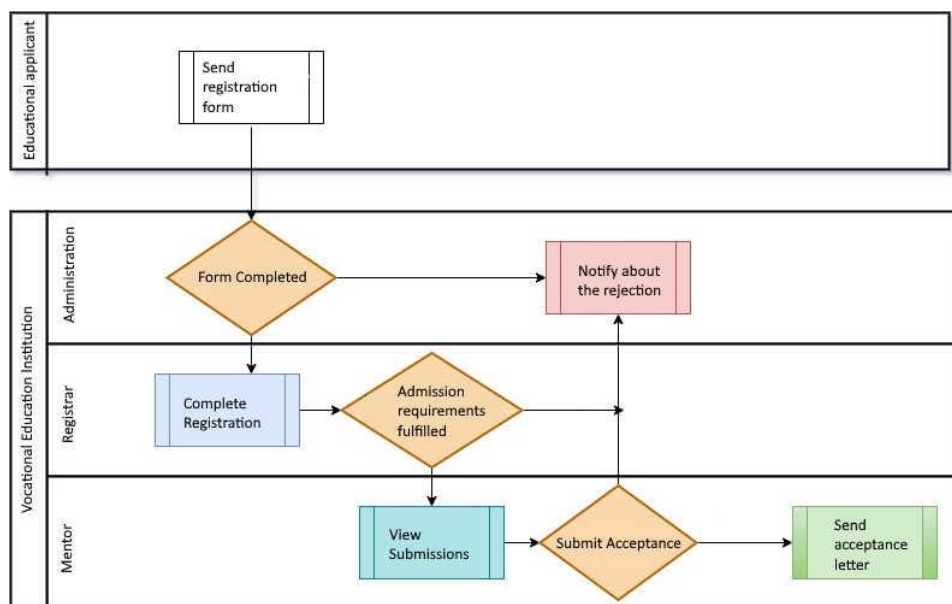 Educational applicant
Send
registration
form
Vocational Education Institution
Administration
Form Completed
Notify about
the rejection
Registrar
Complete
Registration
Admission
requirements
fulfilled
Mentor
View
Submissions
Submit Acceptance
Send
acceptance
letter